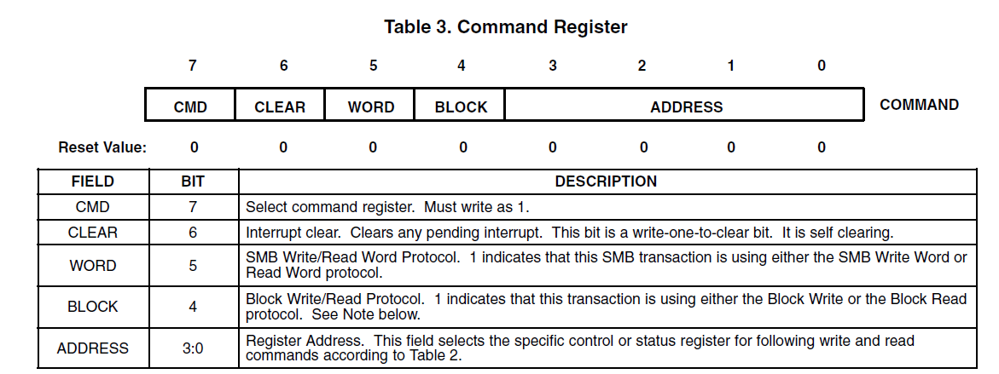 Table 3. Command Register
7 6 5 4 3 2 1 0
CMD CLEAR WORD BLOCK ADDRESS COMMAND
Reset Value: 0 0 0 0 0 0 0 0
FIELD BIT DESCRIPTION
CMD 7 Select command register. Must write as 1.
CLEAR 6 Interrupt clear. Clears any pending interrupt. This bit is a write-one-to-clear bit. It is self clearing.
WORD 5 SMB Write/Read Word Protocol. 1 indicates that this SMB transaction is using either the SMB Write Word or
Read Word protocol.
BLOCK 4 Block Write/Read Protocol. 1 indicates that this transaction is using either the Block Write or the Block Read
protocol. See Note below.
ADDRESS 3:0 Register Address. This field selects the specific control or status register for following write and read
commands according to Table 2.